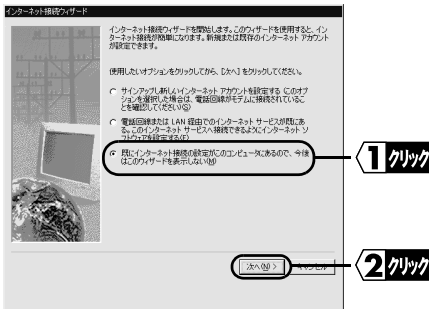 インターネット接続ウィザード
インターネット接続ウィザードを開始します。このウィザードを使用すると、イン
ターネット接続が簡単になります。新規または既存のインターネット アカウント
が設定できます。
使用したいオプションをクリックしてから、[次へ] をクリックしてください。
サインアップし新しいインターネット アカウントを設定する (このオプ
ションを選択した場合は、電話回線がモデムに接続されているこ
とを確認してください)(S)
電話回線または LAN 経由でのインターネット サービスが既にあ
る。このインターネット サービスへ接続できるようにインターネット ソ
フトウェアを設定する(E)
既にインターネット接続の設定がこのコンピュータにあるので、今後
はこのウィザードを表示しない(M)
1 クリック
次へ(N) >
キャンセル
2 クリック